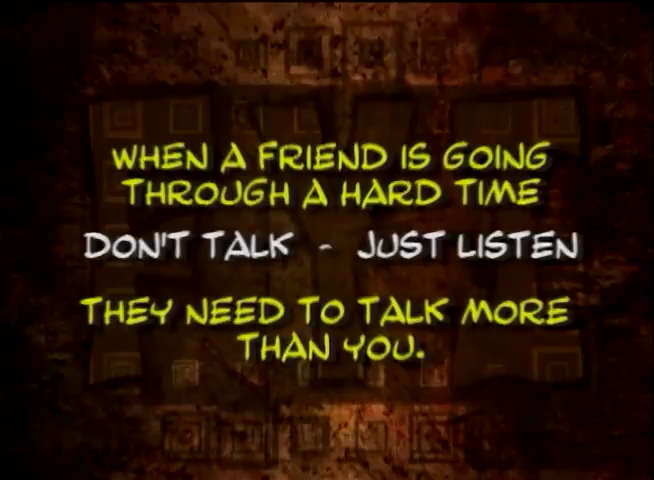 WHEN A FRIEND IS GOING
THROUGH A HARD TIME
DON'T TALK - JUST LISTEN
THEY NEED TO TALK MORE
THAN YOU.